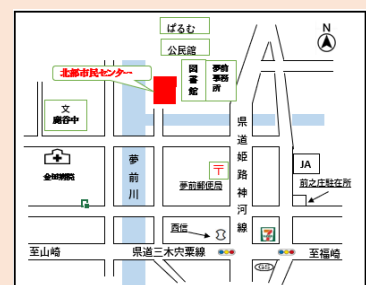 ぱるむ
公民館
N
北部市民センター
図書館
夢前事務所
文
鹿谷中
県道姫路神河線
夢前川
〒
夢前郵便局
JA
前之庄駐在所
西信
7
至山崎
県道三木宍粟線
至福崎